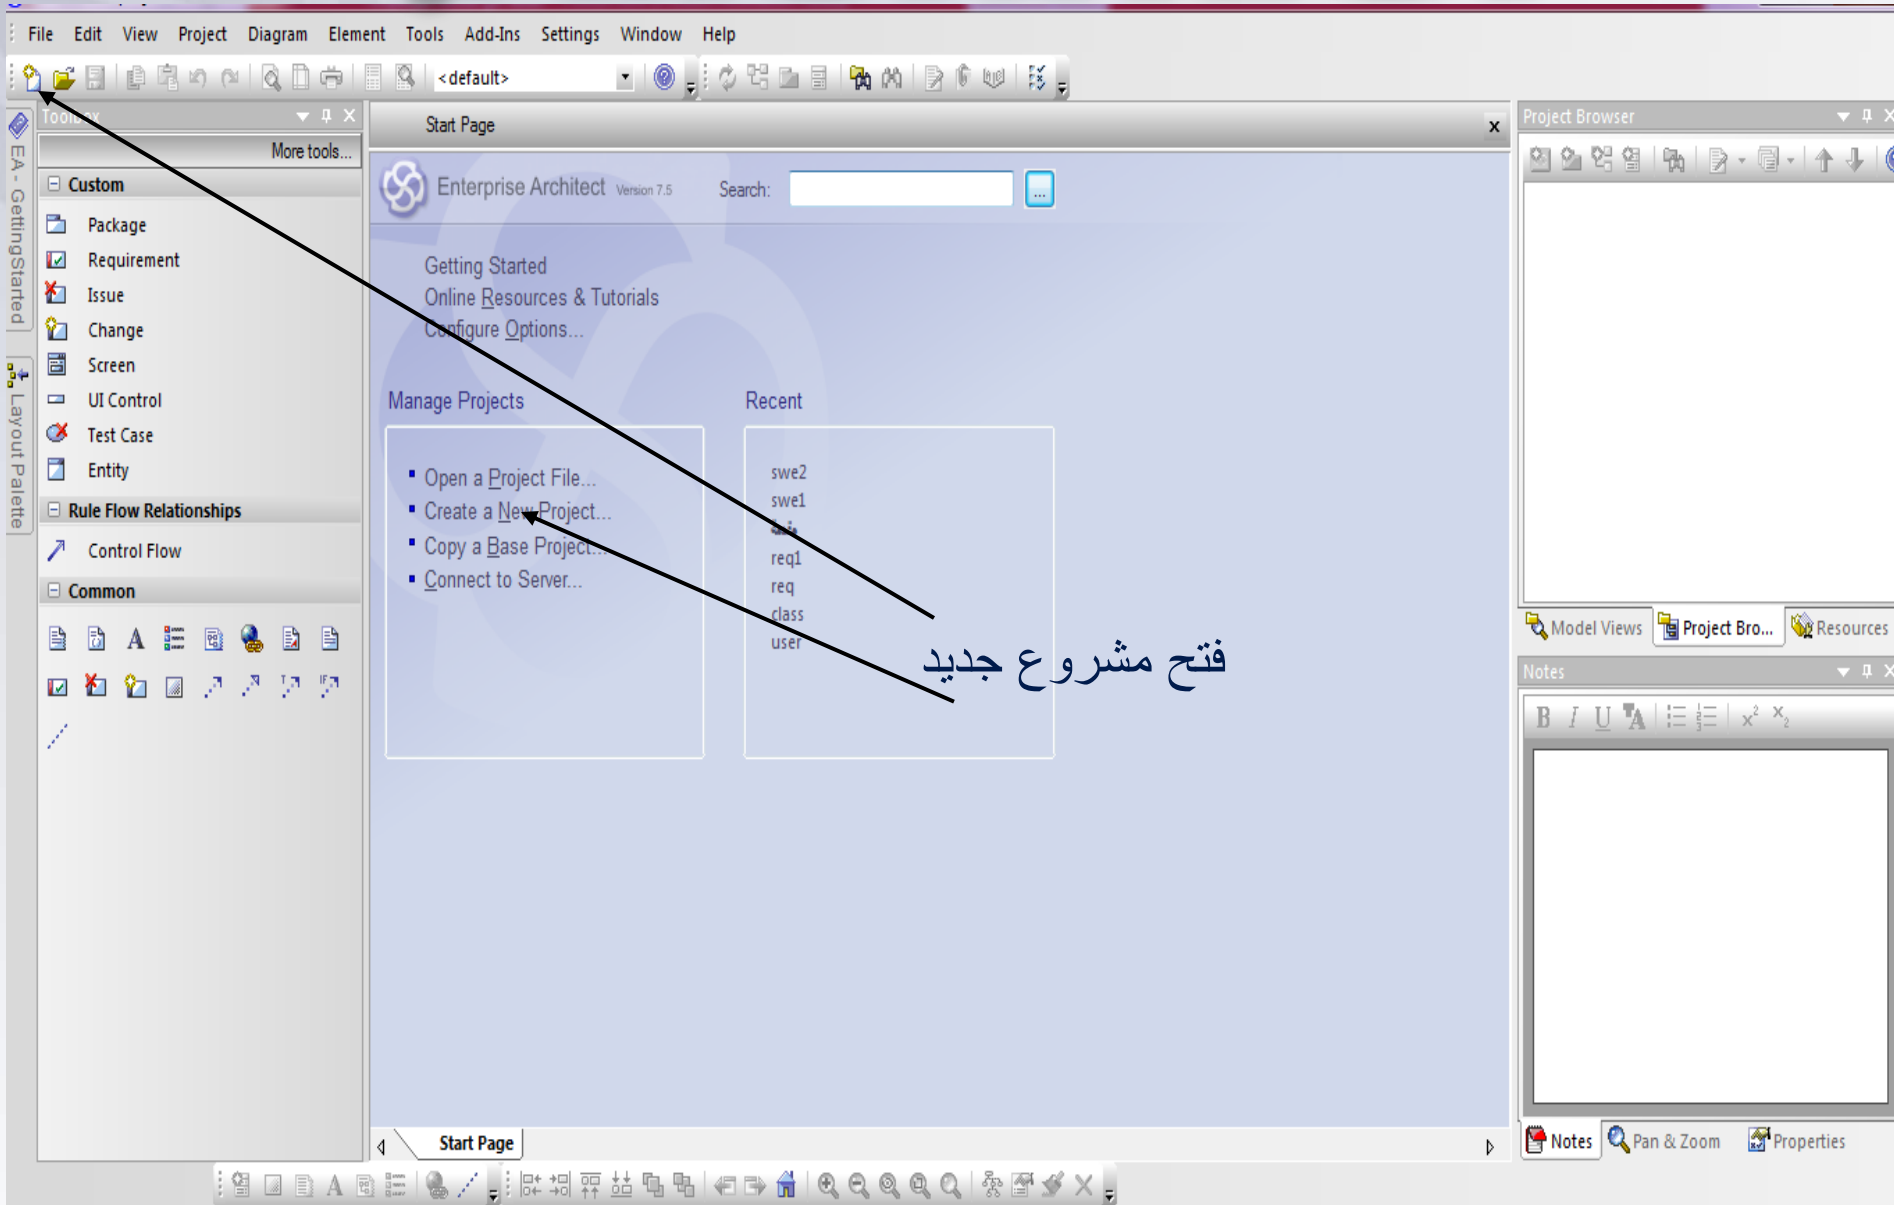 File Edit View Project Diagram Element Tools Add-Ins Settings Window Help
<default>
Toolbox
More tools...
Custom
Package
Requirement
Issue
Change
Screen
UI Control
Test Case
Entity
Rule Flow Relationships
Control Flow
Common
EA - GettingStarted
Layout Palette
Start Page
Enterprise Architect Version 7.5
Search:
...
Getting Started
Online Resources & Tutorials
Configure Options...
Manage Projects
Open a Project File...
Create a New Project...
Copy a Base Project...
Connect to Server...
Recent
swe2
swe1
req1
req
class
user
فتح مشروع جديد
Start Page
Project Browser
Model Views Project Bro... Resources
Notes
B I U A x² x₂
Notes Pan & Zoom Properties